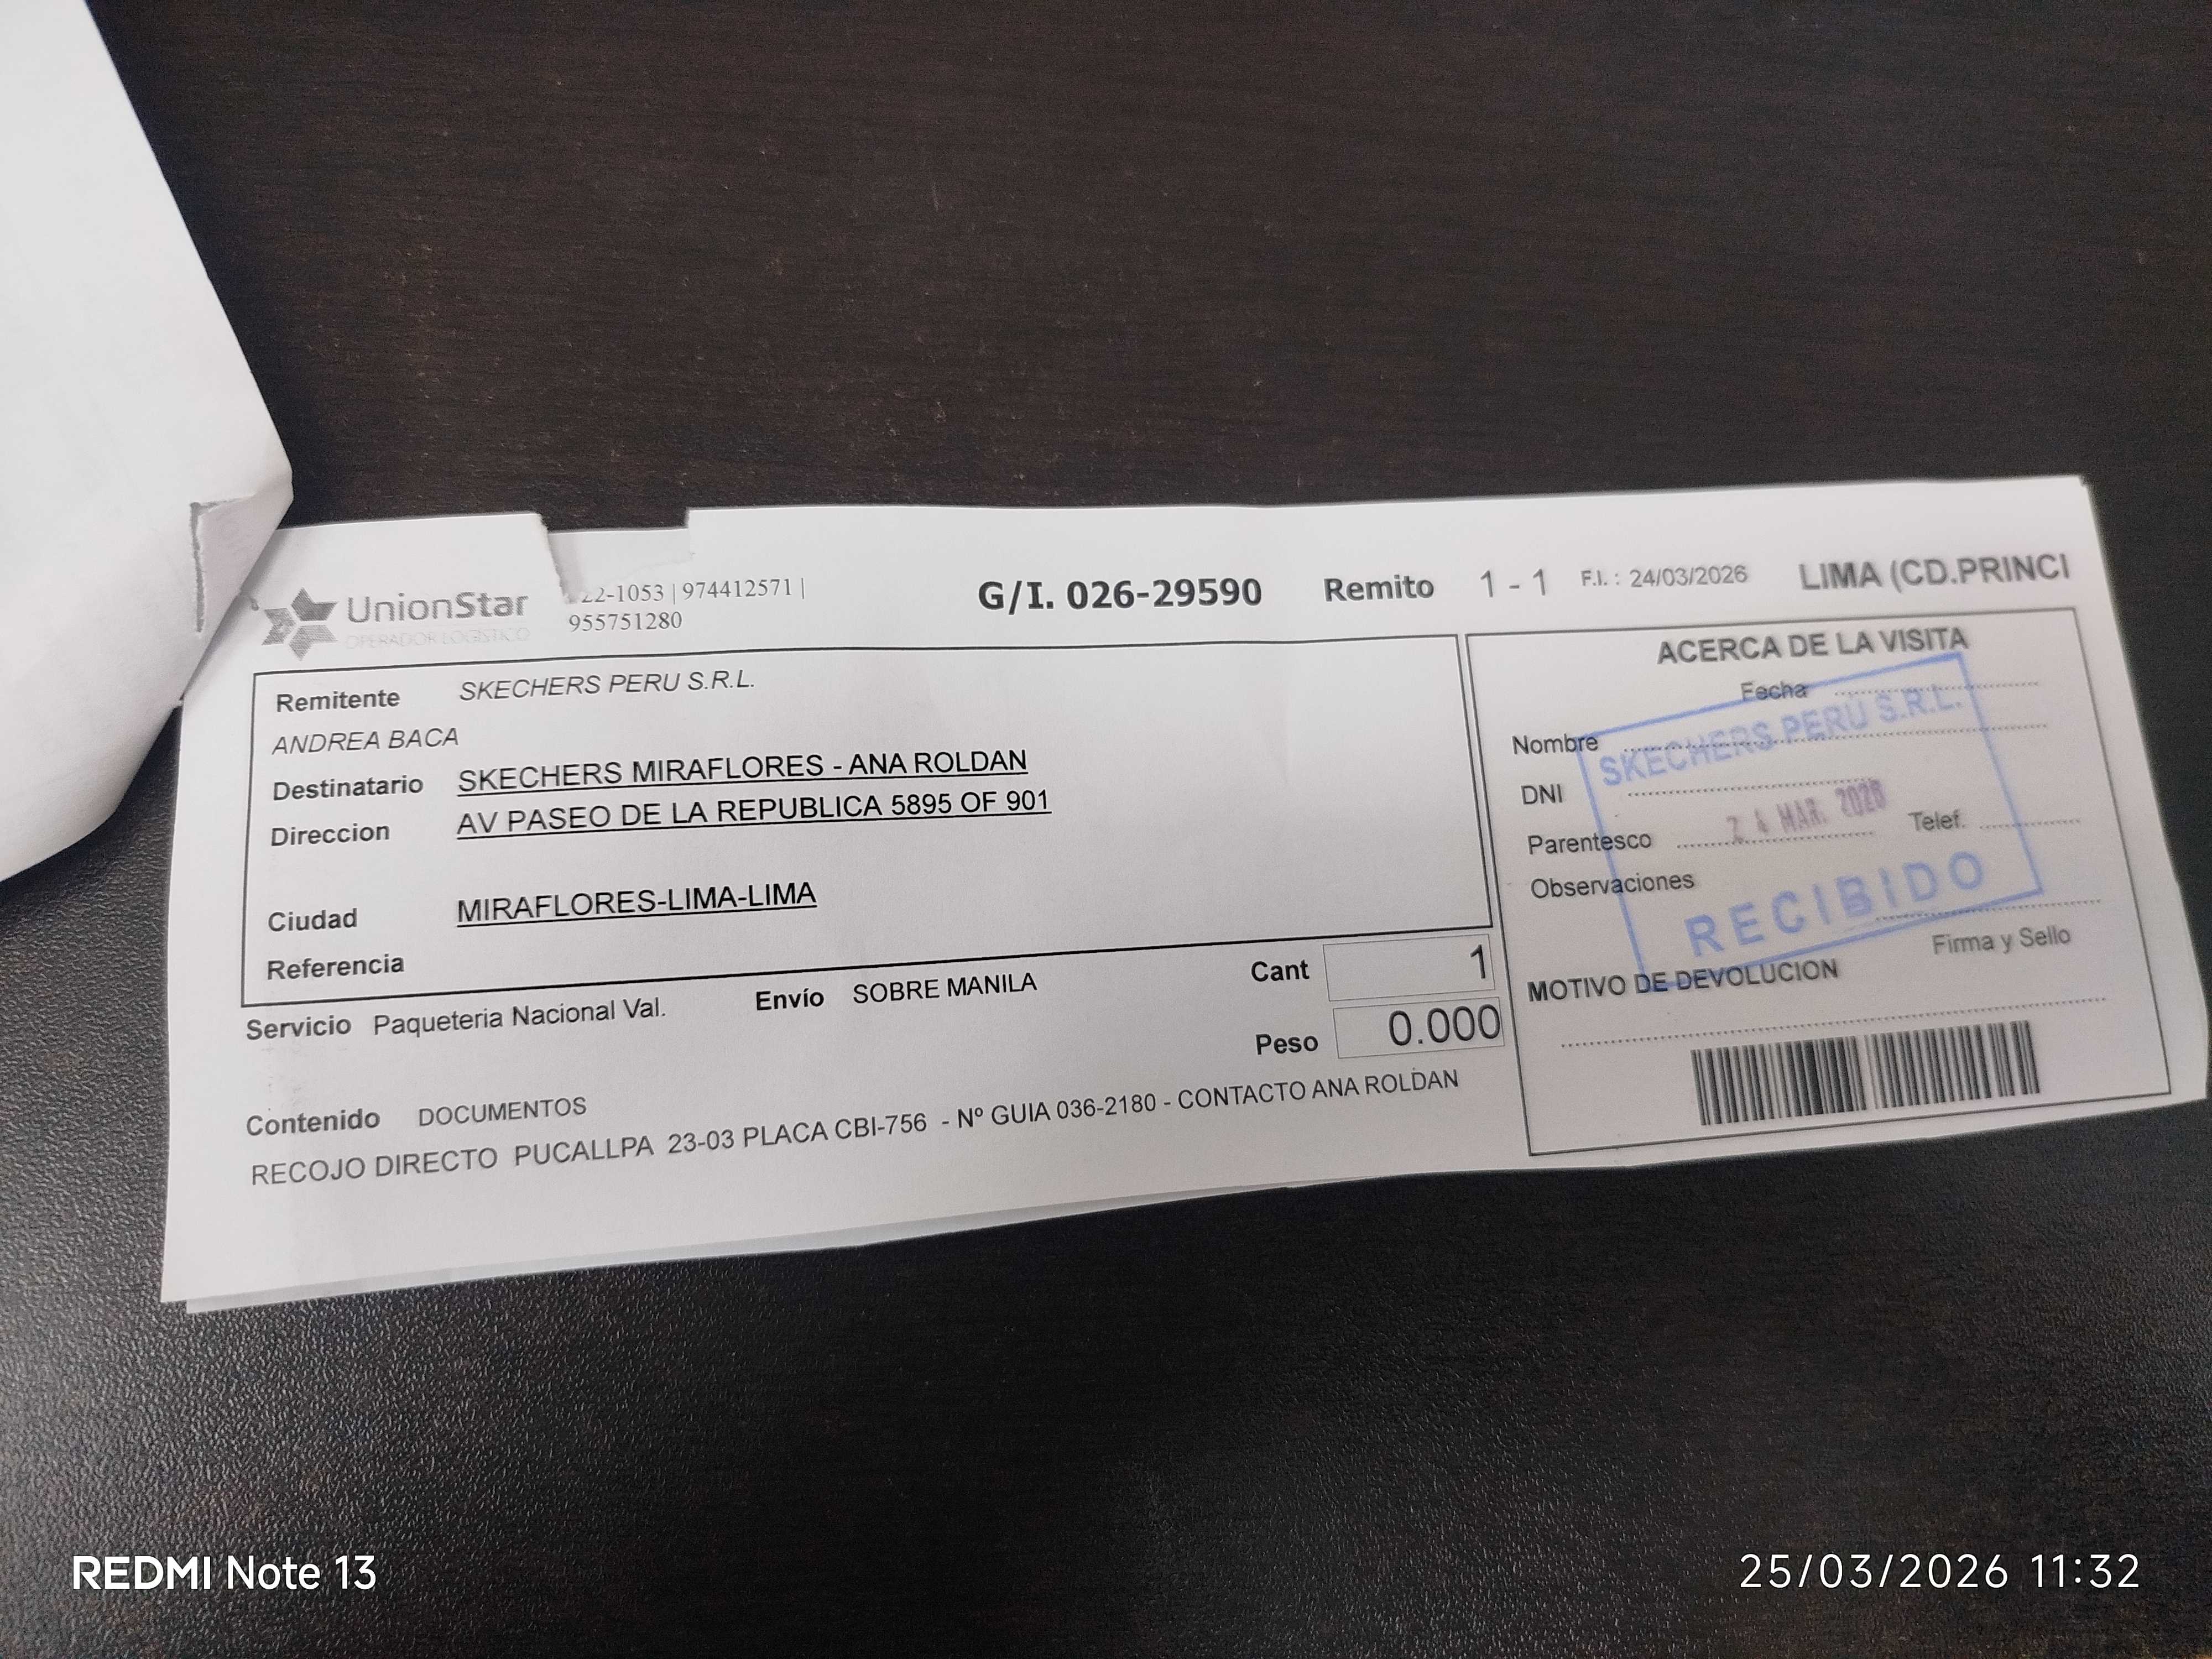 UnionStar
OPERADOR LOGISTICO
22-1053 | 974412571 |
955751280
G/I. 026-29590 Remito 1 - 1 F.I. : 24/03/2026 LIMA (CD.PRINCI
Remitente SKECHERS PERU S.R.L.
ANDREA BACA
Destinatario SKECHERS MIRAFLORES - ANA ROLDAN
Direccion AV PASEO DE LA REPUBLICA 5895 OF 901
Ciudad MIRAFLORES-LIMA-LIMA
Referencia
Servicio Paqueteria Nacional Val. Envío SOBRE MANILA Cant 1
Peso 0.000
Contenido DOCUMENTOS
RECOJO DIRECTO PUCALLPA 23-03 PLACA CBI-756 - Nº GUIA 036-2180 - CONTACTO ANA ROLDAN
ACERCA DE LA VISITA
Fecha
Nombre
DNI
Parentesco Telef.
Observaciones
Firma y Sello
MOTIVO DE DEVOLUCION
SKECHERS PERU S.R.L.
24 MAR. 2026
RECIBIDO
REDMI Note 13
25/03/2026 11:32